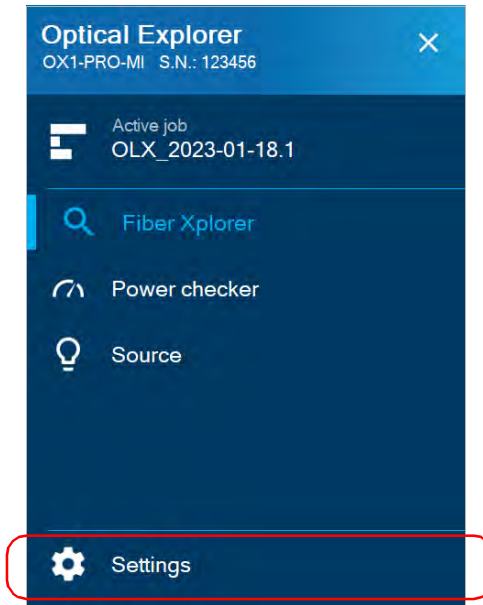 Optical Explorer
OX1-PRO-MI S.N.: 123456
Active job
OLX_2023-01-18.1
Fiber Xplorer
Power checker
Source
Settings